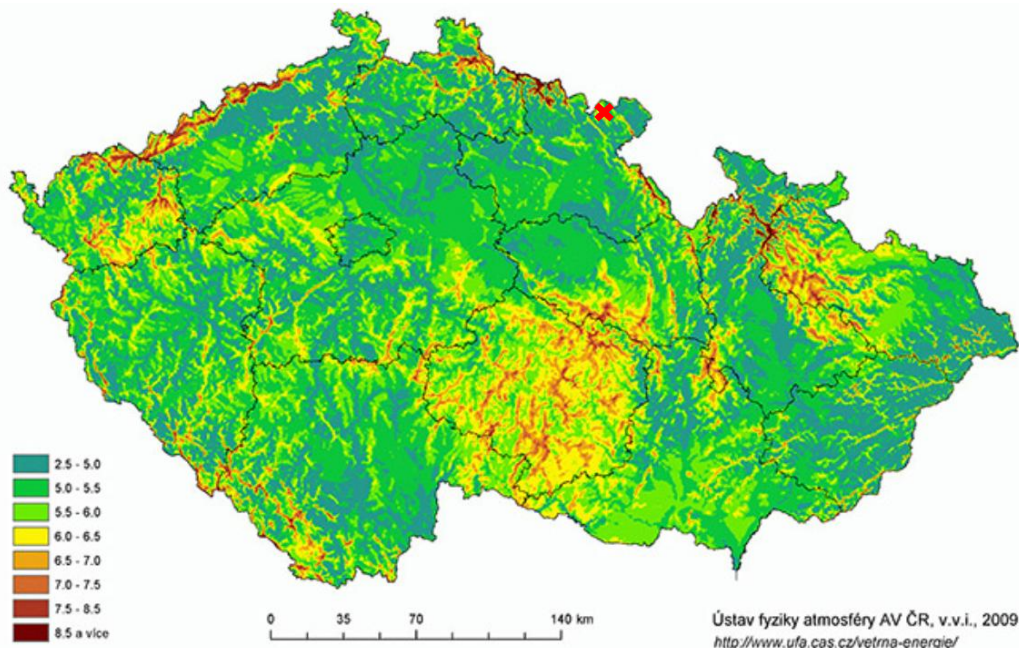 2.5 - 5.0
5.0 - 5.5
5.5 - 6.0
6.0 - 6.5
6.5 - 7.0
7.0 - 7.5
7.5 - 8.5
8.5 a více
0 35 70 140 km
Ústav fyziky atmosféry AV ČR, v.v.i., 2009
http://www.ufa.cas.cz/vetrna-energie/